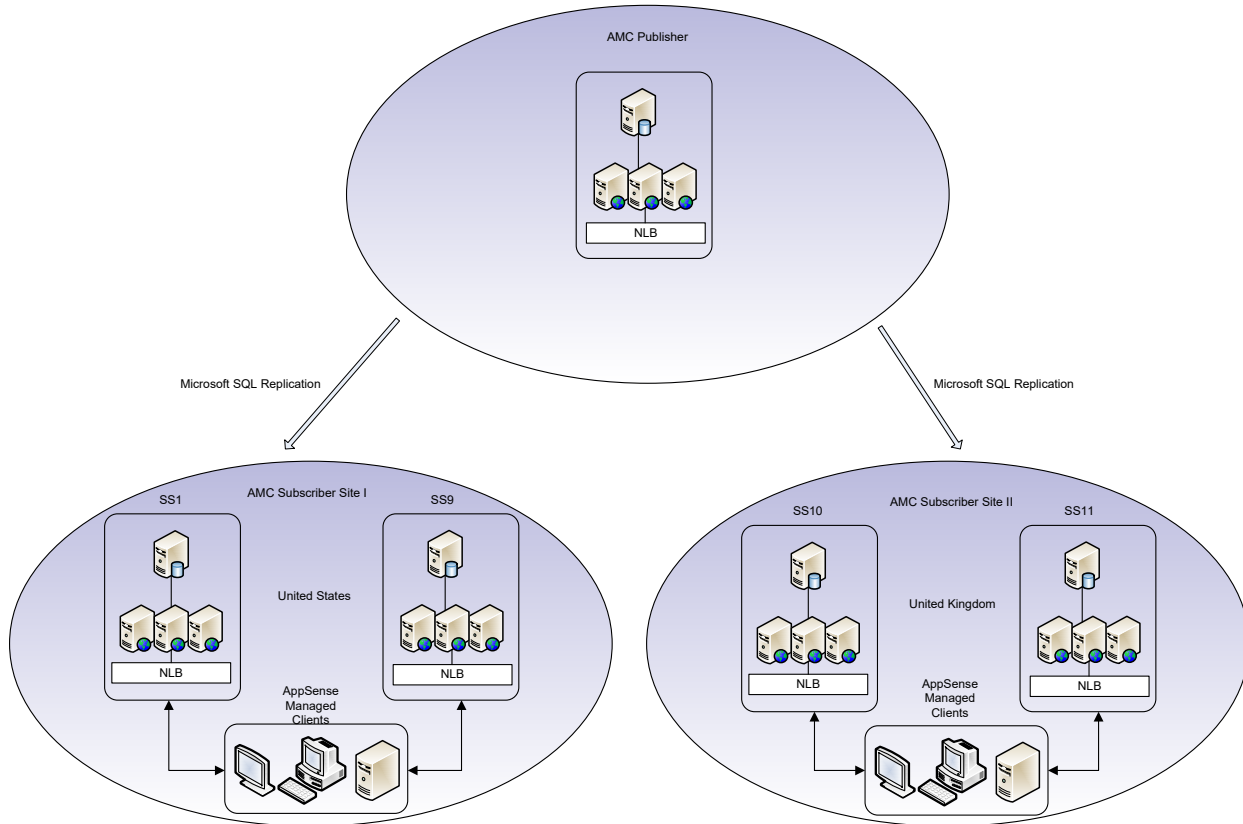 AMC Publisher
NLB
Microsoft SQL Replication
Microsoft SQL Replication
AMC Subscriber Site I
SS1
SS9
United States
NLB
NLB
AppSense
Managed
Clients
AMC Subscriber Site II
SS10
SS11
United Kingdom
NLB
NLB
AppSense
Managed
Clients